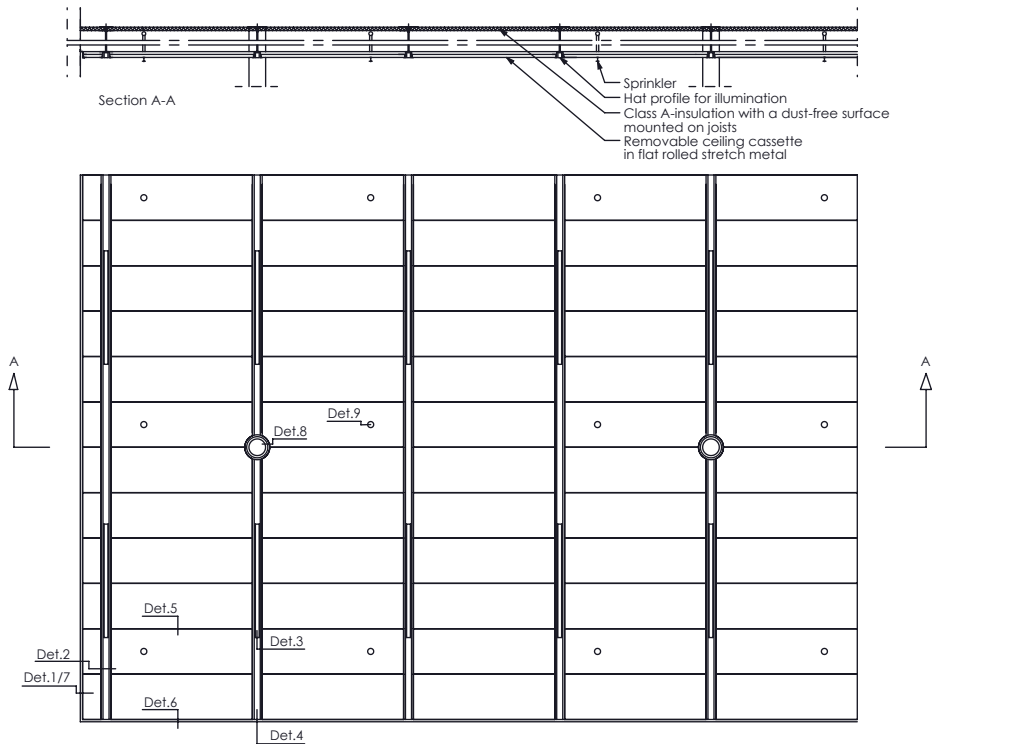 Section A-A
Sprinkler
Hat profile for illumination
Class A-insulation with a dust-free surface
mounted on joists
Removable ceiling cassette
in flat rolled stretch metal
A
A
Det.9
Det.8
Det.5
Det.3
Det.2
Det.1/7
Det.6
Det.4